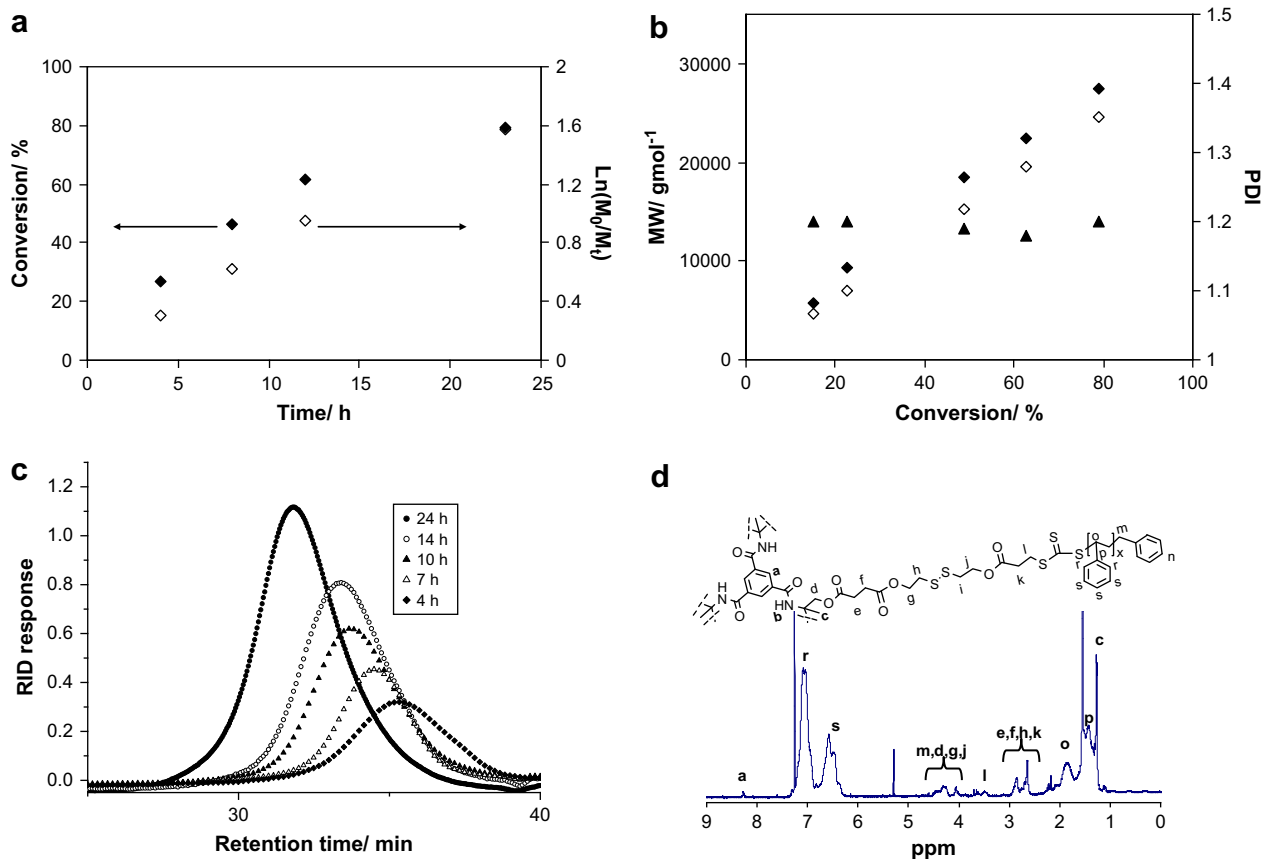 a
100
80
60
40
20
0
2
1.6
1.2
0.8
0.4
0
0 5 10 15 20 25
Conversion/ %
Ln(M0/Mt)
Time/ h
b
30000
20000
10000
0
1.5
1.4
1.3
1.2
1.1
1
0 20 40 60 80 100
MW/ gmol-1
PDI
Conversion/ %
c
1.2
1.0
0.8
0.6
0.4
0.2
0.0
30 40
RID response
Retention time/ min
24 h
14 h
10 h
7 h
4 h
d
O NH a O O N H b c d O O e f O O g h S S i j O O k l S S S r o p x m n r s s s
a
r
s
m,d,g,j
l
e,f,h,k
o
p
c
9 8 7 6 5 4 3 2 1 0
ppm